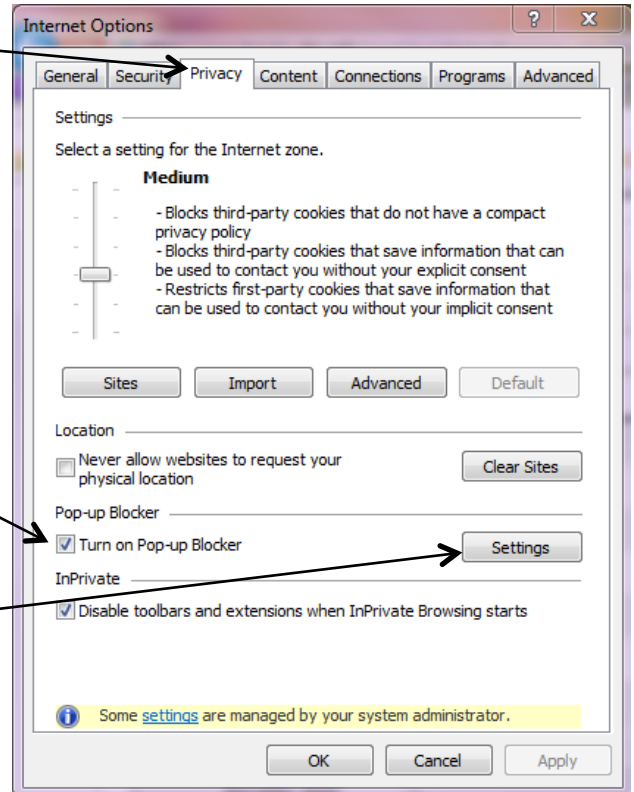 Internet Options
General Security Privacy Content Connections Programs Advanced
Settings
Select a setting for the Internet zone.
Medium
- Blocks third-party cookies that do not have a compact
privacy policy
- Blocks third-party cookies that save information that can
be used to contact you without your explicit consent
- Restricts first-party cookies that save information that
can be used to contact you without your implicit consent
Sites Import Advanced Default
Location
Never allow websites to request your
physical location
Clear Sites
Pop-up Blocker
Turn on Pop-up Blocker
Settings
InPrivate
Disable toolbars and extensions when InPrivate Browsing starts
Some settings are managed by your system administrator.
OK Cancel Apply